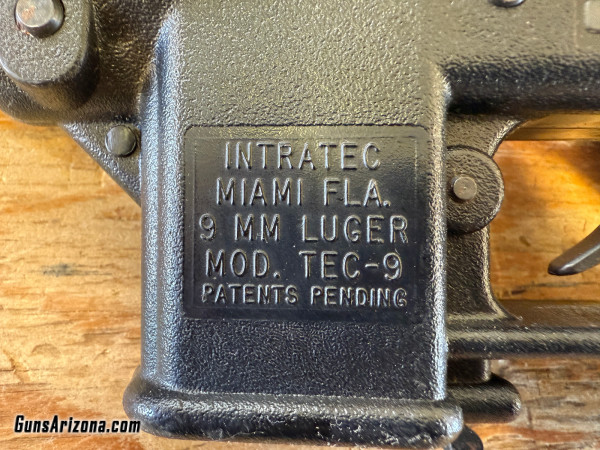 INTRATEC
MIAMI FLA.
9 MM LUGER
MOD. TEC-9
PATENTS PENDING
GunsArizona.com